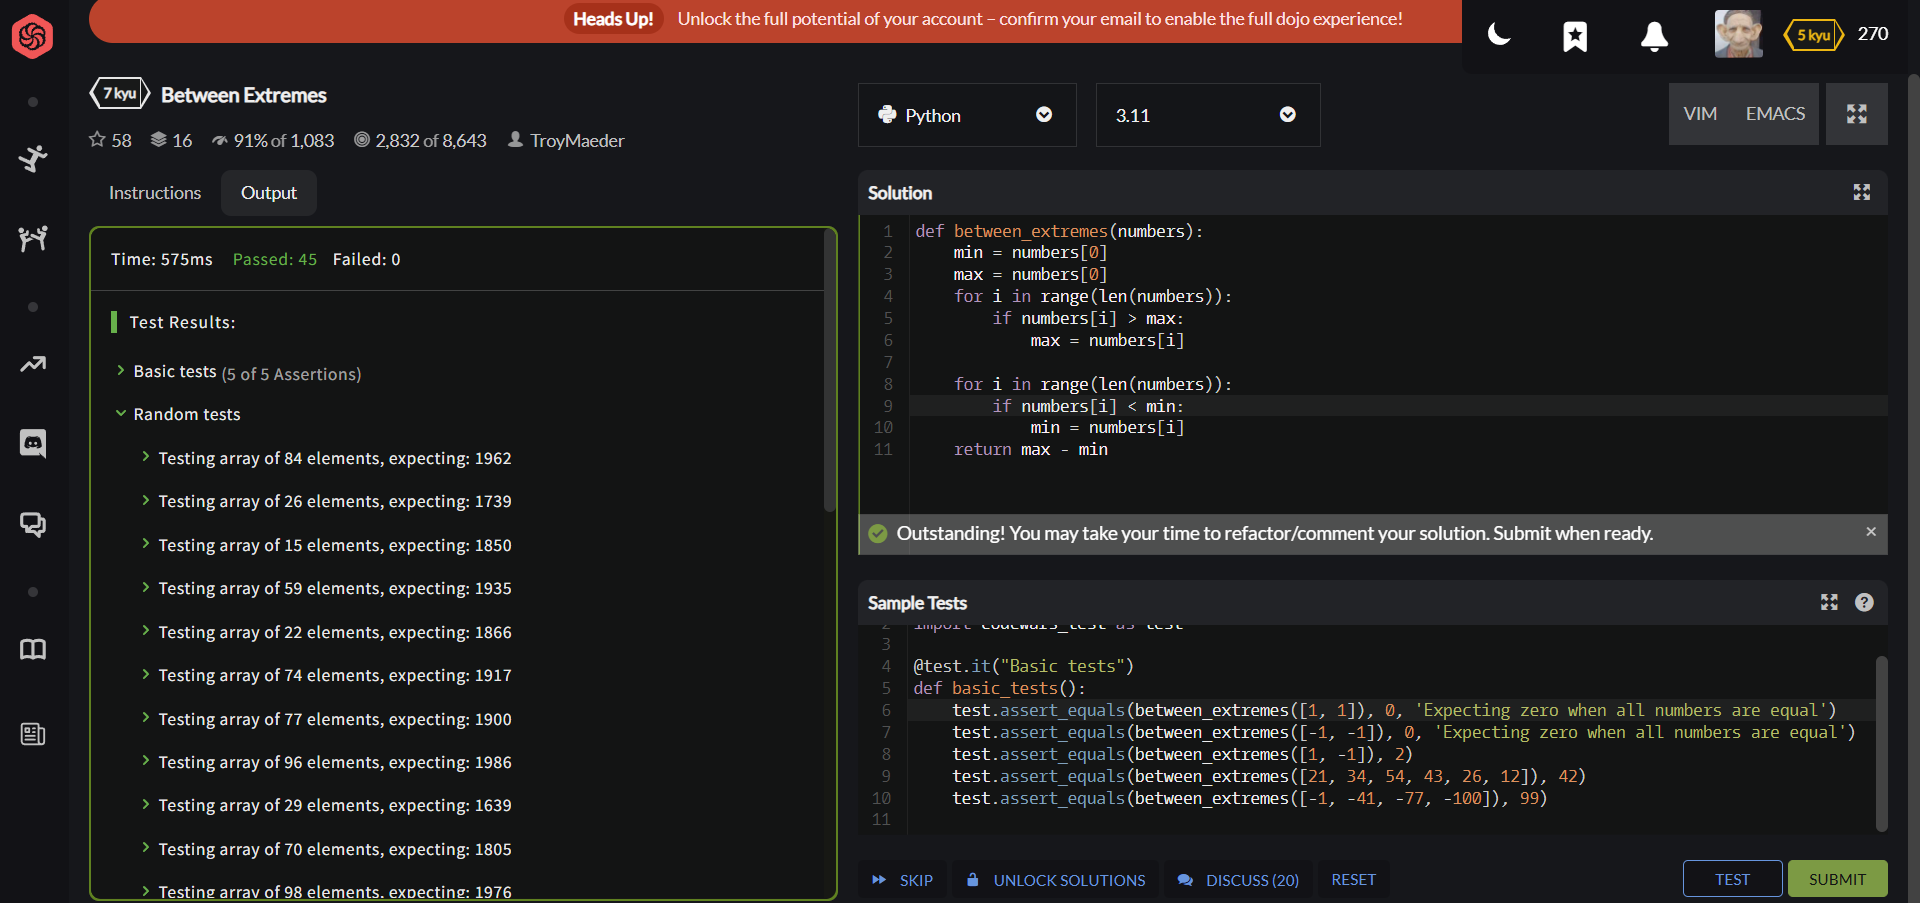 Heads Up! Unlock the full potential of your account – confirm your email to enable the full dojo experience!
5 kyu 270
7 kyu Between Extremes
58 16 91% of 1,083 2,832 of 8,643 TroyMaeder
Python 3.11 VIM EMACS
Instructions Output
Time: 575ms Passed: 45 Failed: 0
Test Results:
Basic tests (5 of 5 Assertions)
Random tests
Testing array of 84 elements, expecting: 1962
Testing array of 26 elements, expecting: 1739
Testing array of 15 elements, expecting: 1850
Testing array of 59 elements, expecting: 1935
Testing array of 22 elements, expecting: 1866
Testing array of 74 elements, expecting: 1917
Testing array of 77 elements, expecting: 1900
Testing array of 96 elements, expecting: 1986
Testing array of 29 elements, expecting: 1639
Testing array of 70 elements, expecting: 1805
Testing array of 98 elements, expecting: 1976
Solution
1 def between_extremes(numbers):
2     min = numbers[0]
3     max = numbers[0]
4     for i in range(len(numbers)):
5         if numbers[i] > max:
6             max = numbers[i]
7
8     for i in range(len(numbers)):
9         if numbers[i] < min:
10             min = numbers[i]
11     return max - min
Outstanding! You may take your time to refactor/comment your solution. Submit when ready. ×
Sample Tests ?
2 import codewars_test as test
3
4 @test.it("Basic tests")
5 def basic_tests():
6     test.assert_equals(between_extremes([1, 1]), 0, 'Expecting zero when all numbers are equal')
7     test.assert_equals(between_extremes([-1, -1]), 0, 'Expecting zero when all numbers are equal')
8     test.assert_equals(between_extremes([1, -1]), 2)
9     test.assert_equals(between_extremes([21, 34, 54, 43, 26, 12]), 42)
10     test.assert_equals(between_extremes([-1, -41, -77, -100]), 99)
11
SKIP UNLOCK SOLUTIONS DISCUSS (20) RESET TEST SUBMIT